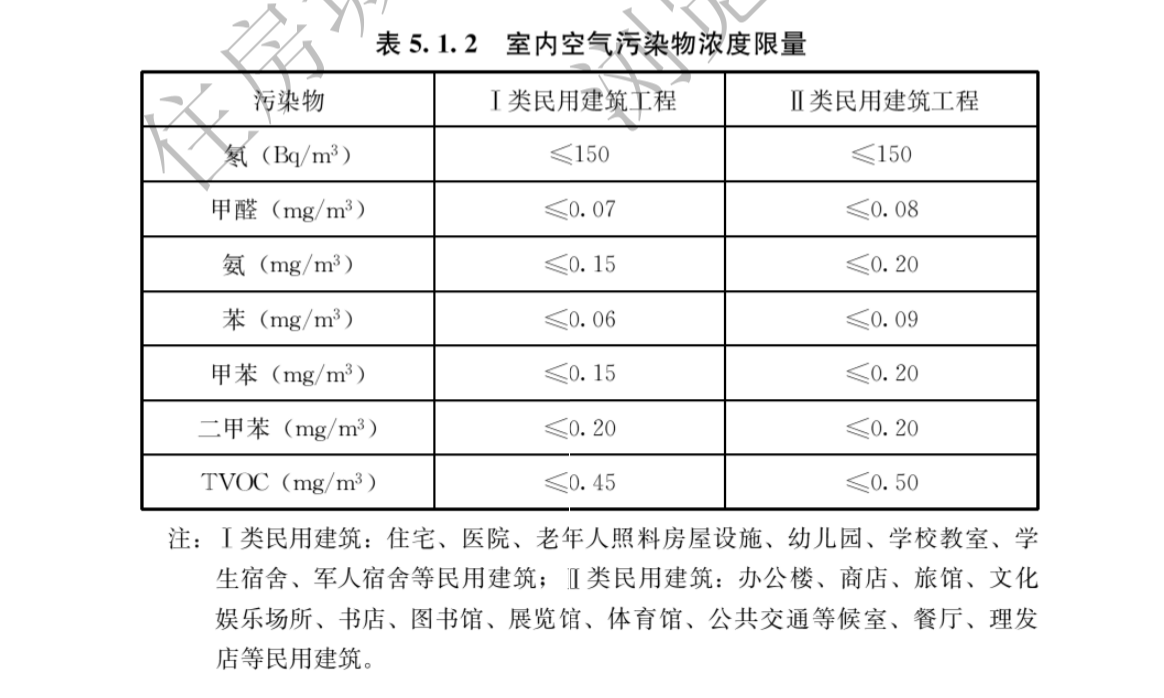 表 5.1.2 室内空气污染物浓度限量
污染物 Ⅰ类民用建筑工程 Ⅱ类民用建筑工程
氡（Bq/m³） ≤150 ≤150
甲醛（mg/m³） ≤0.07 ≤0.08
氨（mg/m³） ≤0.15 ≤0.20
苯（mg/m³） ≤0.06 ≤0.09
甲苯（mg/m³） ≤0.15 ≤0.20
二甲苯（mg/m³） ≤0.20 ≤0.20
TVOC（mg/m³） ≤0.45 ≤0.50
注：Ⅰ类民用建筑：住宅、医院、老年人照料房屋设施、幼儿园、学校教室、学
生宿舍、军人宿舍等民用建筑；Ⅱ类民用建筑：办公楼、商店、旅馆、文化
娱乐场所、书店、图书馆、展览馆、体育馆、公共交通等候室、餐厅、理发
店等民用建筑。
住房
浏览